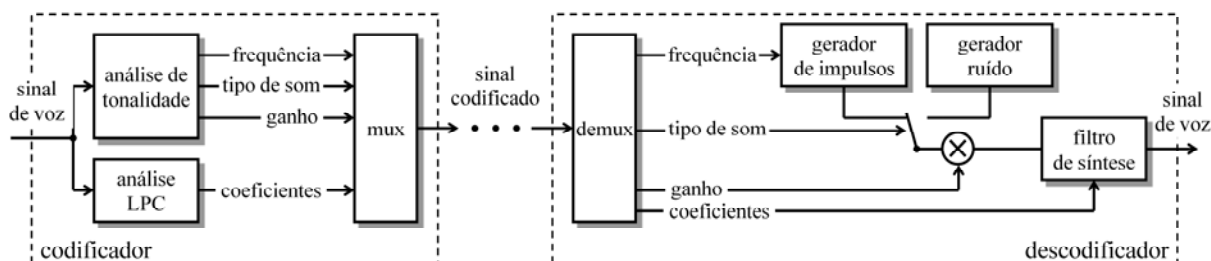 sinal
de voz
análise de
tonalidade
frequência
tipo de som
ganho
análise
LPC
coeficientes
mux
codificador
sinal
codificado
demux
frequência
tipo de som
ganho
coeficientes
gerador
de impulsos
gerador
ruído
filtro
de síntese
sinal
de voz
descodificador